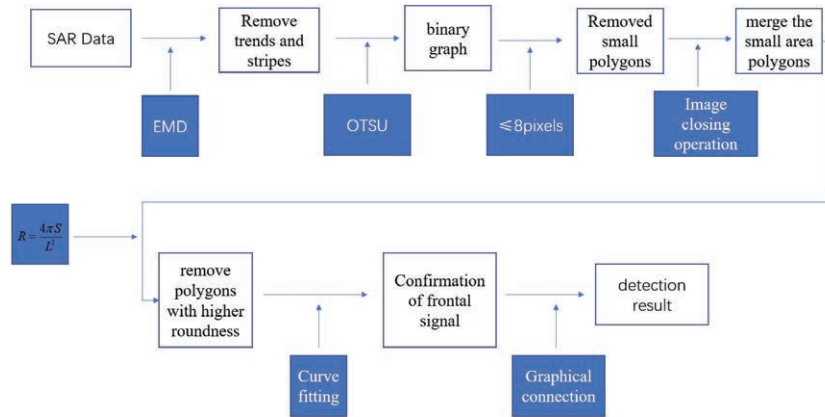 SAR Data
Remove
trends and
stripes
binary
graph
Removed
small
polygons
merge the
small area
polygons
EMD
OTSU
≤8pixels
Image
closing
operation
R = 4πS / L²
remove
polygons
with higher
roundness
Confirmation
of frontal
signal
detection
result
Curve
fitting
Graphical
connection